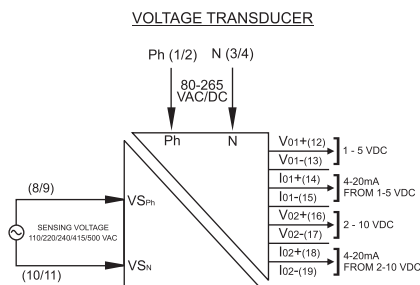 VOLTAGE TRANSDUCER
Ph (1/2) N (3/4)
80-265
VAC/DC
Ph N
V01+(12)
V01-(13)
1 - 5 VDC
I01+(14)
I01-(15)
4-20mA
FROM 1-5 VDC
V02+(16)
V02-(17)
2 - 10 VDC
I02+(18)
I02-(19)
4-20mA
FROM 2-10 VDC
(8/9)
VSPh
SENSING VOLTAGE
110/220/240/415/500 VAC
VSN
(10/11)